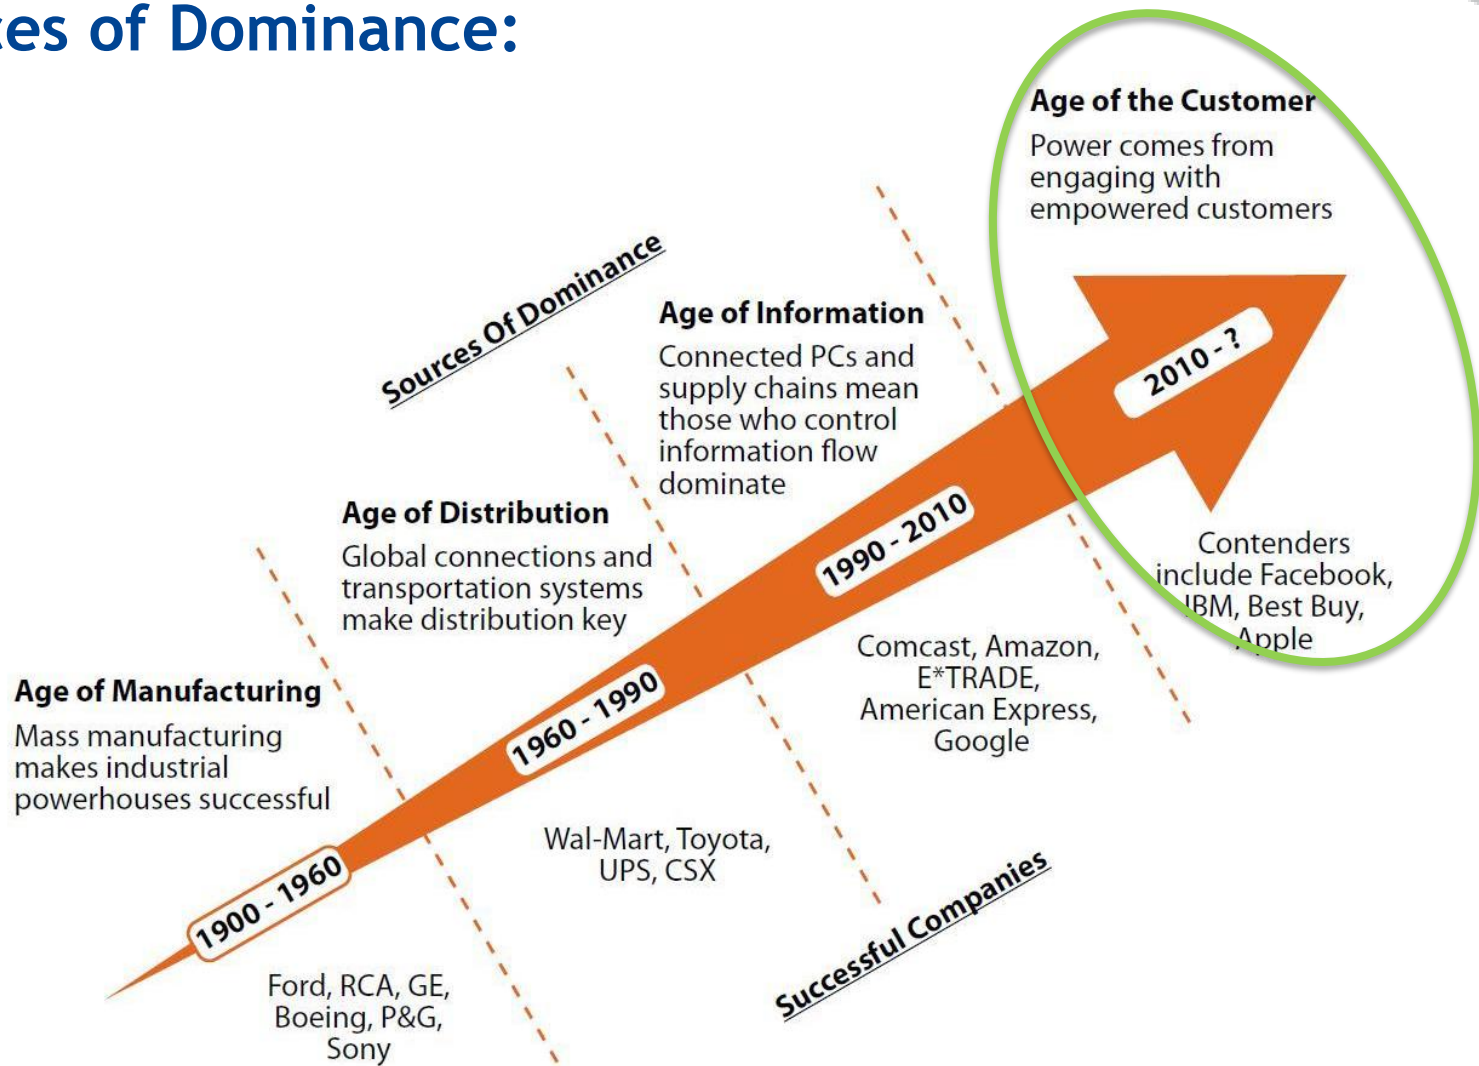 ces of Dominance:
Age of the Customer
Power comes from
engaging with
empowered customers
2010 - ?
Contenders
include Facebook,
IBM, Best Buy,
Apple
Sources Of Dominance
Age of Information
Connected PCs and
supply chains mean
those who control
information flow
dominate
1990 - 2010
Comcast, Amazon,
E*TRADE,
American Express,
Google
Age of Distribution
Global connections and
transportation systems
make distribution key
1960 - 1990
Wal-Mart, Toyota,
UPS, CSX
Age of Manufacturing
Mass manufacturing
makes industrial
powerhouses successful
1900 - 1960
Ford, RCA, GE,
Boeing, P&G,
Sony
Successful Companies